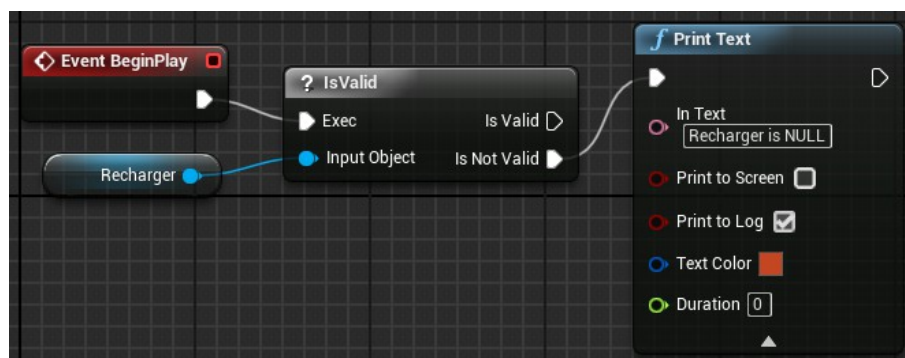 Event BeginPlay
Recharger
? IsValid
Exec
Is Valid
Input Object
Is Not Valid
f Print Text
In Text
Recharger is NULL
Print to Screen
Print to Log
Text Color
Duration 0